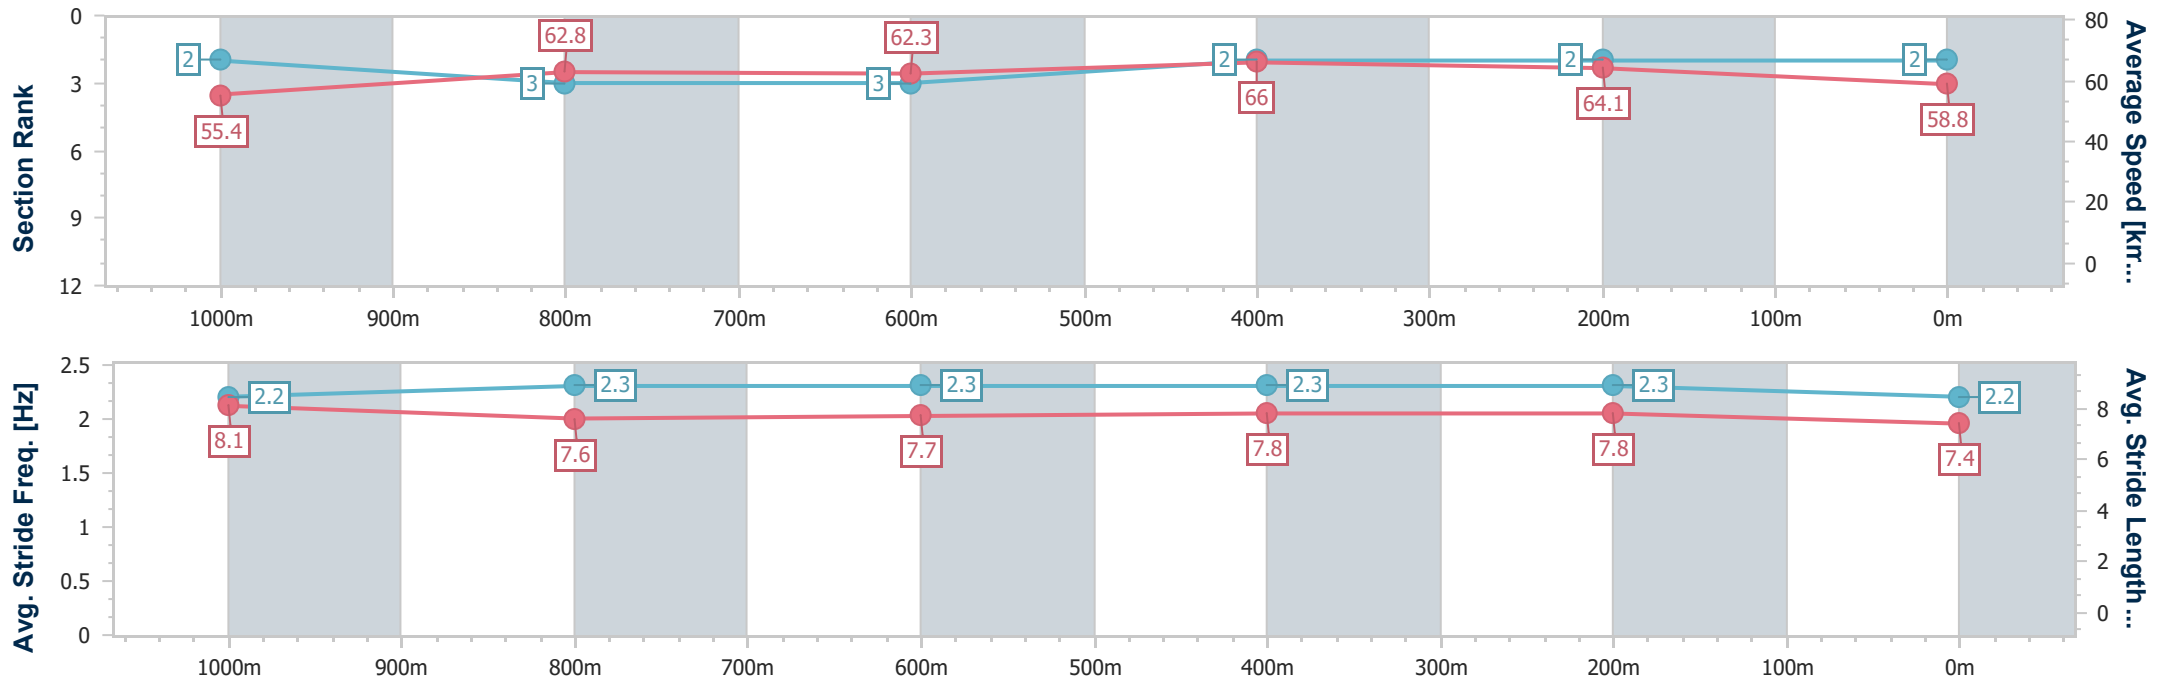 Section Rank
0
3
6
9
12
2
3
3
2
2
2
55.4
62.8
62.3
66
64.1
58.8
80
60
40
20
0
Average Speed [km...
1000m
900m
800m
700m
600m
500m
400m
300m
200m
100m
0m
Avg. Stride Freq. [Hz]
2.5
2
1.5
1
0.5
0
2.2
2.3
2.3
2.3
2.3
2.2
8.1
7.6
7.7
7.8
7.8
7.4
8
6
4
2
0
Avg. Stride Length ...
1000m
900m
800m
700m
600m
500m
400m
300m
200m
100m
0m